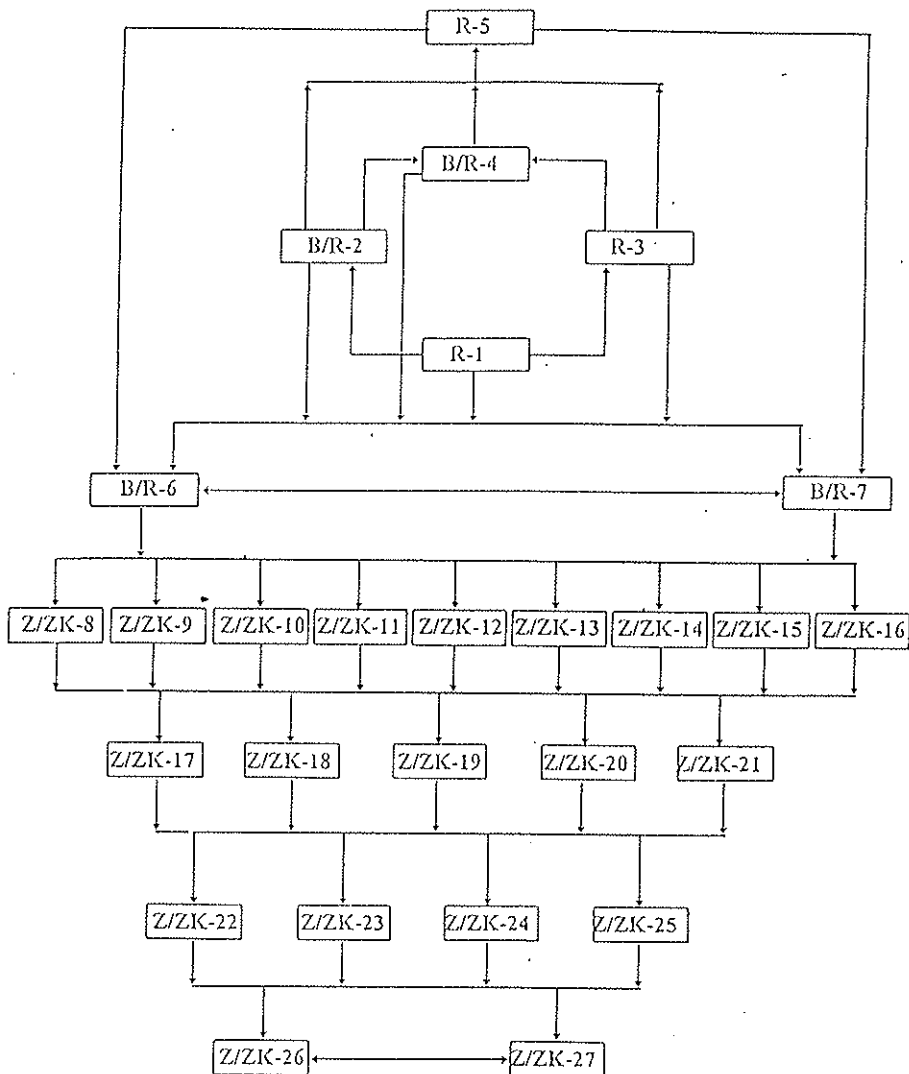 R-5
B/R-4
B/R-2 R-3
R-1
B/R-6 B/R-7
Z/ZK-8 Z/ZK-9 Z/ZK-10 Z/ZK-11 Z/ZK-12 Z/ZK-13 Z/ZK-14 Z/ZK-15 Z/ZK-16
Z/ZK-17 Z/ZK-18 Z/ZK-19 Z/ZK-20 Z/ZK-21
Z/ZK-22 Z/ZK-23 Z/ZK-24 Z/ZK-25
Z/ZK-26 Z/ZK-27